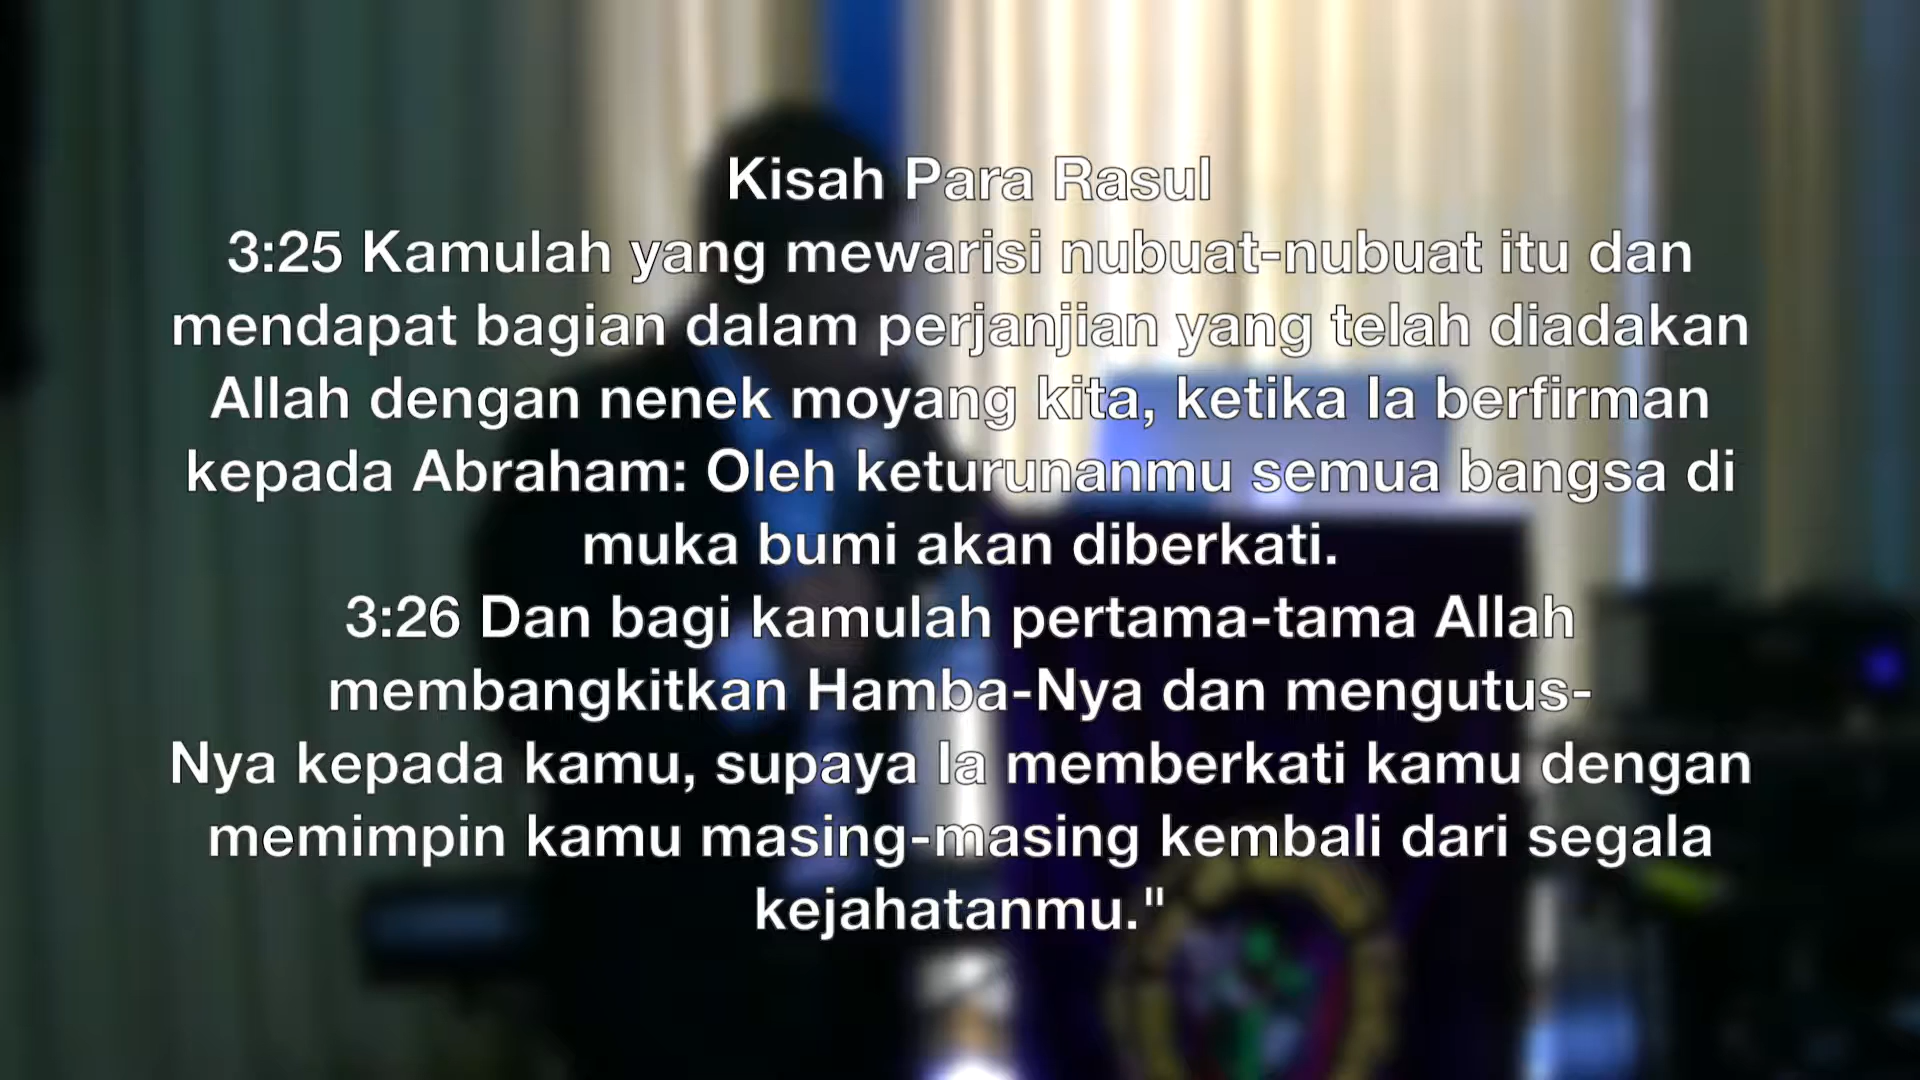 Kisah Para Rasul
3:25 Kamulah yang mewarisi nubuat-nubuat itu dan
mendapat bagian dalam perjanjian yang telah diadakan
Allah dengan nenek moyang kita, ketika Ia berfirman
kepada Abraham: Oleh keturunanmu semua bangsa di
muka bumi akan diberkati.
3:26 Dan bagi kamulah pertama-tama Allah
membangkitkan Hamba-Nya dan mengutus-
Nya kepada kamu, supaya Ia memberkati kamu dengan
memimpin kamu masing-masing kembali dari segala
kejahatanmu."